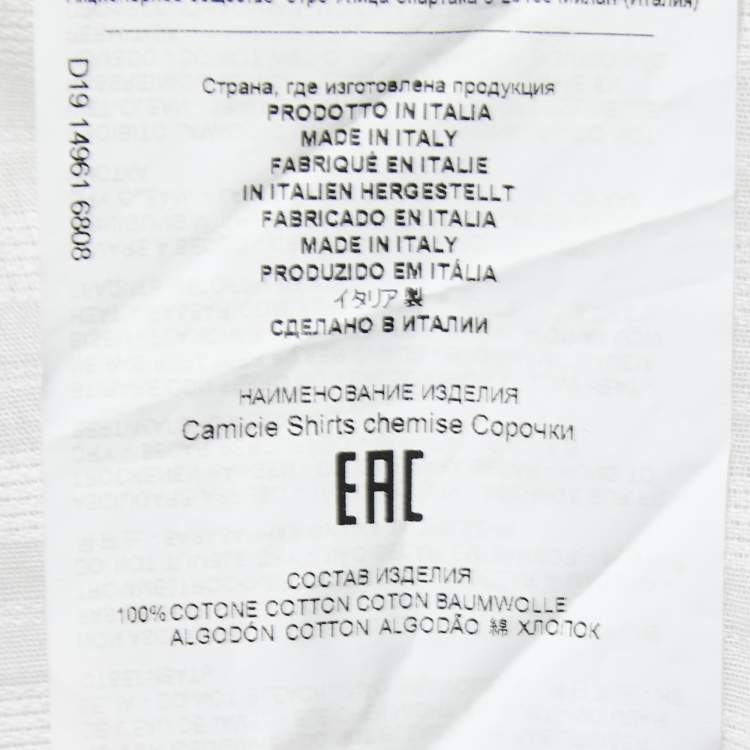 Страна, где изготовлена продукция
PRODOTTO IN ITALIA
MADE IN ITALY
FABRIQUÉ EN ITALIE
IN ITALIEN HERGESTELLT
FABRICADO EN ITALIA
MADE IN ITALY
PRODUZIDO EM ITÁLIA
イタリア製
СДЕЛАНО В ИТАЛИИ
НАИМЕНОВАНИЕ ИЗДЕЛИЯ
Camicie Shirts chemise Сорочки
EAC
СОСТАВ ИЗДЕЛИЯ
100% COTONE COTTON COTON BAUMWOLLE
ALGODÓN COTTON ALGODÃO 綿 ХЛОПОК
D19 14961 6808